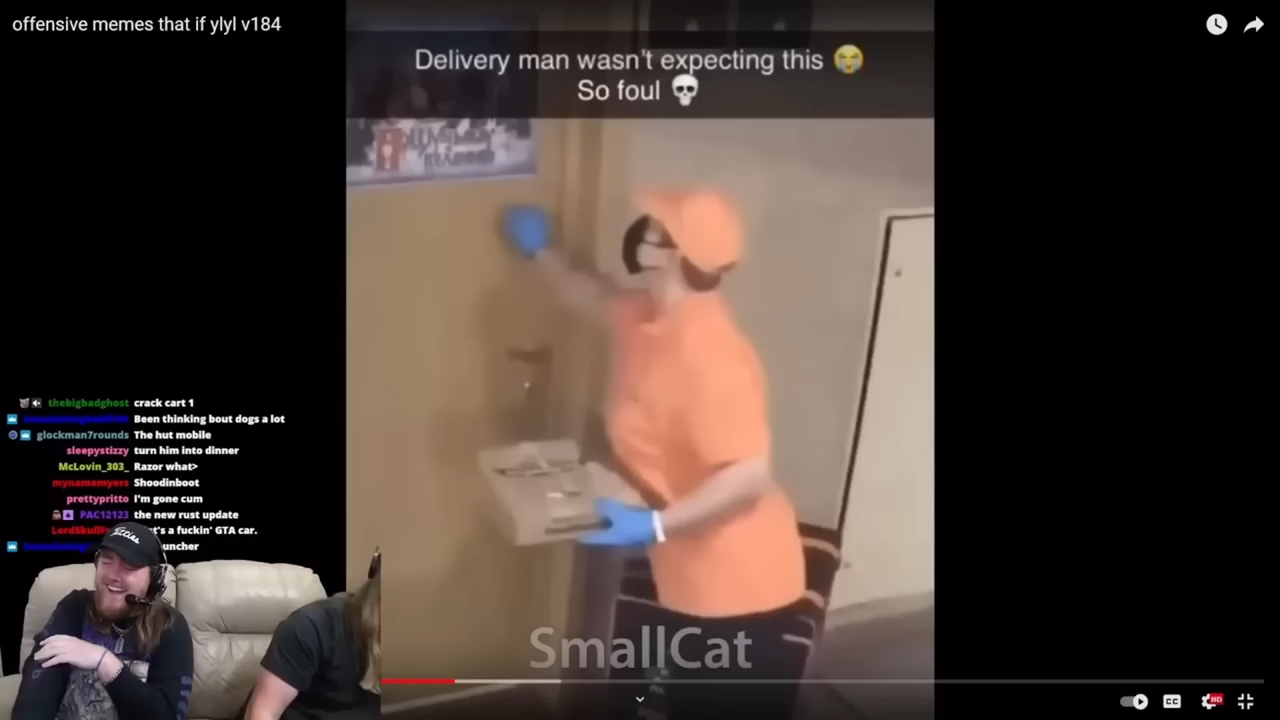 offensive memes that if ylyl v184
Delivery man wasn't expecting this 😭
So foul 💀
thebigbadghost crack cart 1
Been thinking bout dogs a lot
glockman7rounds The hut mobile
sleepystizzy turn him into dinner
McLovin_303_ Razor what>
mynamemyers Shoodinboot
prettypritto I'm gone cum
PAC12123 the new rust update
a fuckin' GTA car.
SmallCat
CC
HD